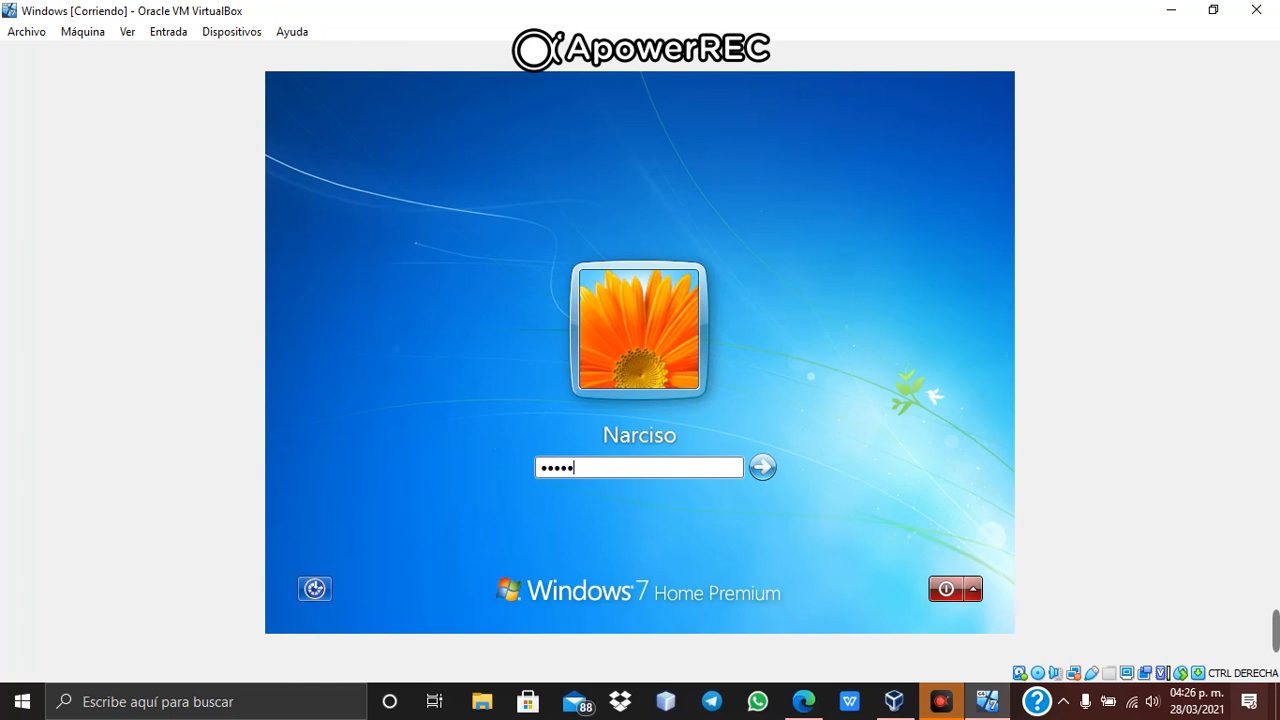 Windows [Corriendo] - Oracle VM VirtualBox
Archivo Máquina Ver Entrada Dispositivos Ayuda
ApowerREC
Narciso
•••••
Windows 7 Home Premium
CTRL DERECHA
Escribe aquí para buscar
88
04:26 p. m.
28/03/2021